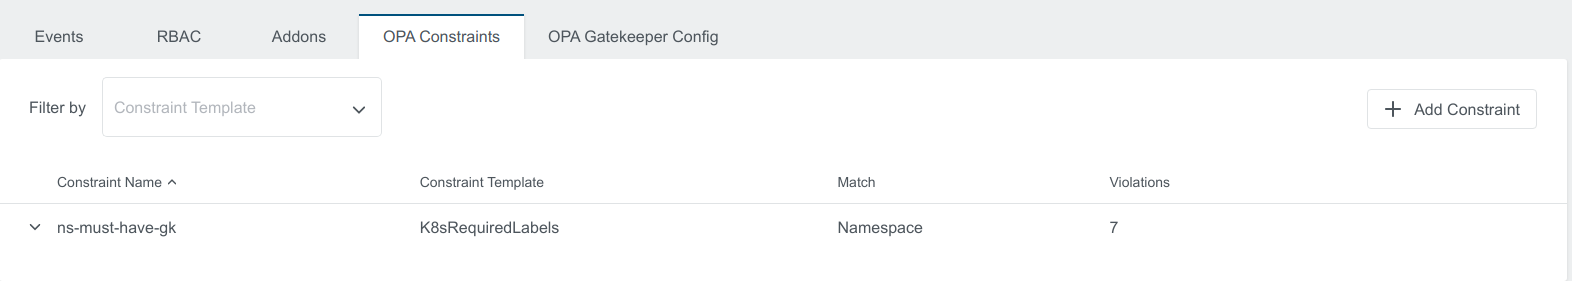 Events RBAC Addons OPA Constraints OPA Gatekeeper Config
Filter by Constraint Template
Add Constraint
Constraint Name Constraint Template Match Violations
ns-must-have-gk K8sRequiredLabels Namespace 7